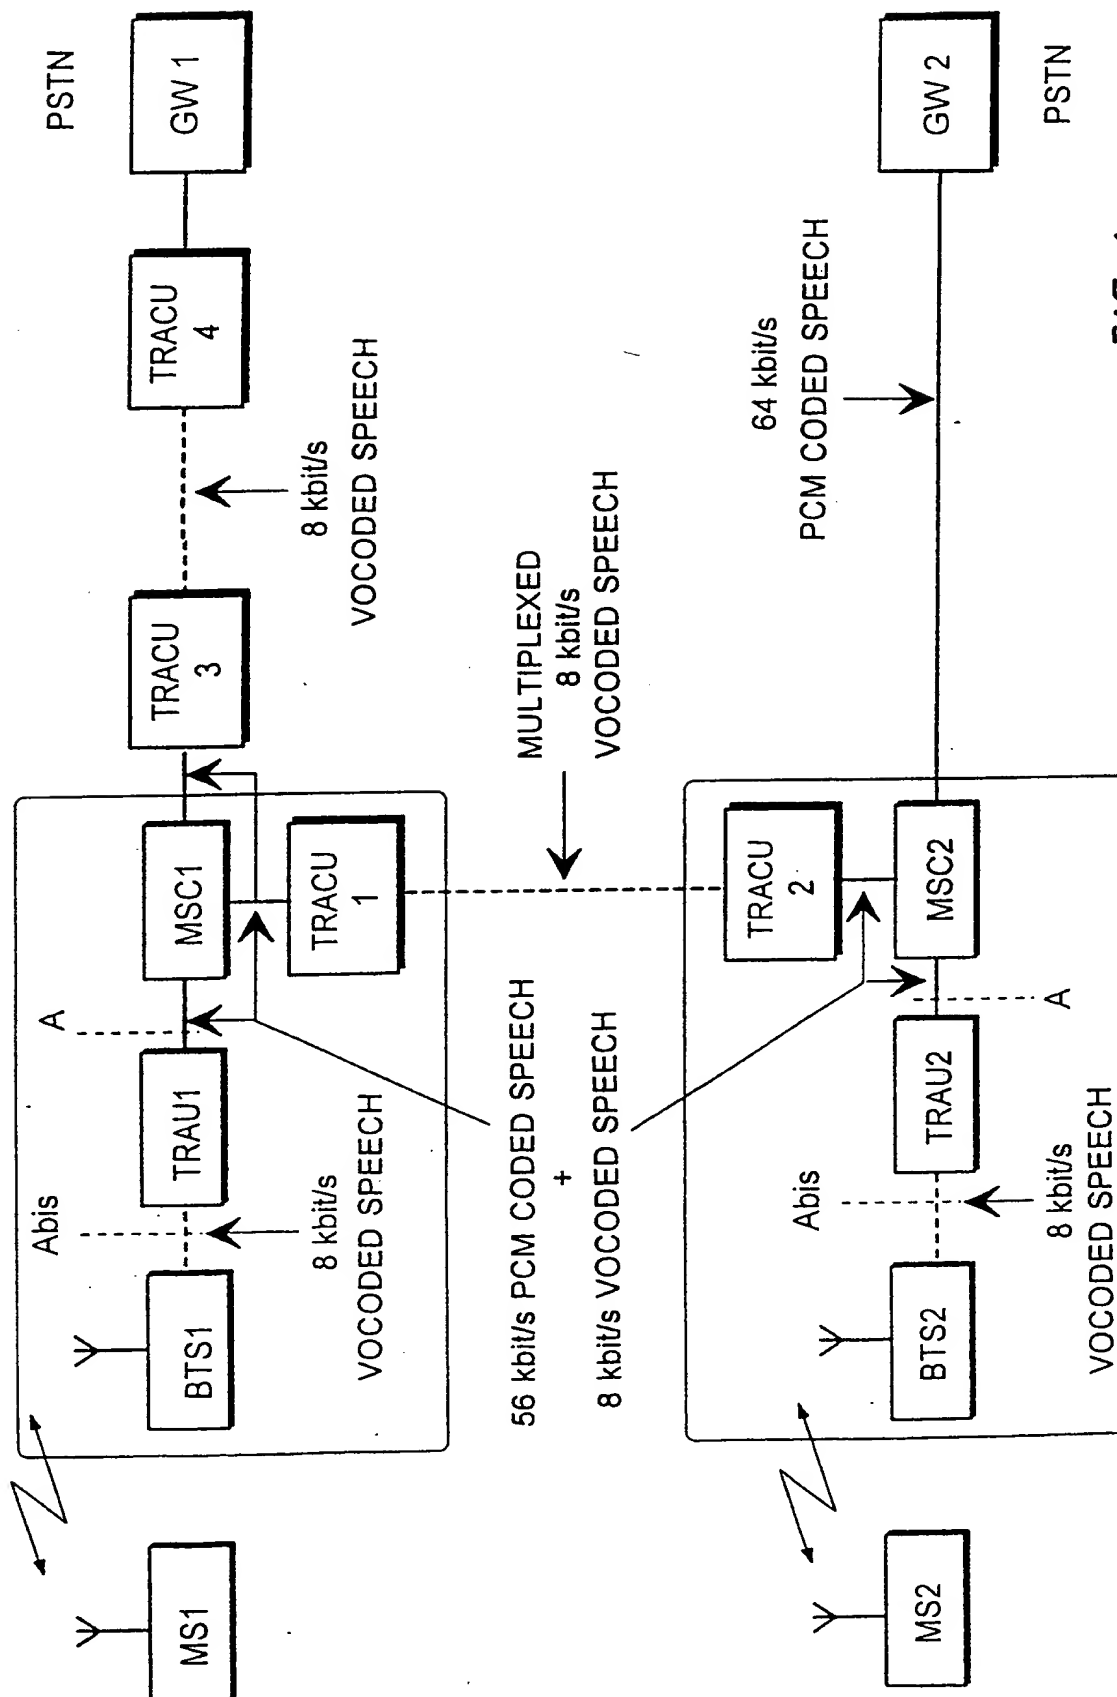 PSTN
GW 1
TRACU
4
8 kbit/s
VOCODED SPEECH
TRACU
3
MSC1
TRACU
1
A
TRAU1
Abis
8 kbit/s
VOCODED SPEECH
BTS1
MS1
MULTIPLEXED
8 kbit/s
VOCODED SPEECH
56 kbit/s PCM CODED SPEECH
+
8 kbit/s VOCODED SPEECH
64 kbit/s
PCM CODED SPEECH
GW 2
PSTN
TRACU
2
MSC2
A
TRAU2
Abis
8 kbit/s
VOCODED SPEECH
BTS2
MS2